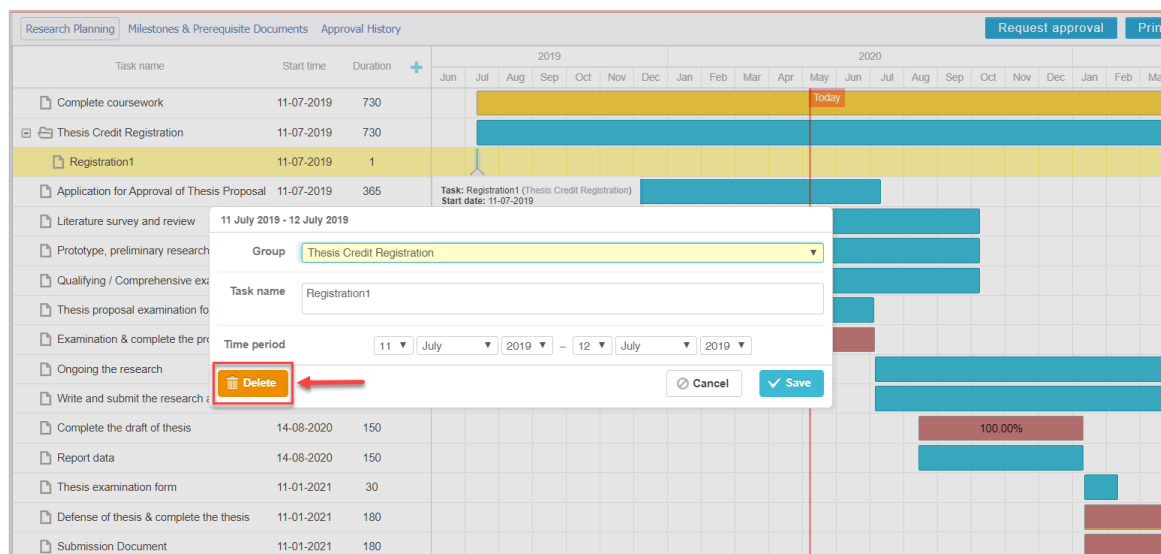 Research Planning Milestones & Prerequisite Documents Approval History Request approval Prin
Task name Start time Duration 2019 2020
Jun Jul Aug Sep Oct Nov Dec Jan Feb Mar Apr May Jun Jul Aug Sep Oct Nov Dec Jan Feb Ma
Complete coursework 11-07-2019 730 Today
Thesis Credit Registration 11-07-2019 730
Registration1 11-07-2019 1
Application for Approval of Thesis Proposal 11-07-2019 365
Task: Registration1 (Thesis Credit Registration)
Start date: 11-07-2019
Literature survey and review
Prototype, preliminary research
Qualifying / Comprehensive exa
Thesis proposal examination fo
Examination & complete the pro
Ongoing the research
Write and submit the research a
11 July 2019 - 12 July 2019
Group Thesis Credit Registration
Task name Registration1
Time period 11 July 2019 – 12 July 2019
Delete Cancel Save
Complete the draft of thesis 14-08-2020 150 100.00%
Report data 14-08-2020 150
Thesis examination form 11-01-2021 30
Defense of thesis & complete the thesis 11-01-2021 180
Submission Document 11-01-2021 180